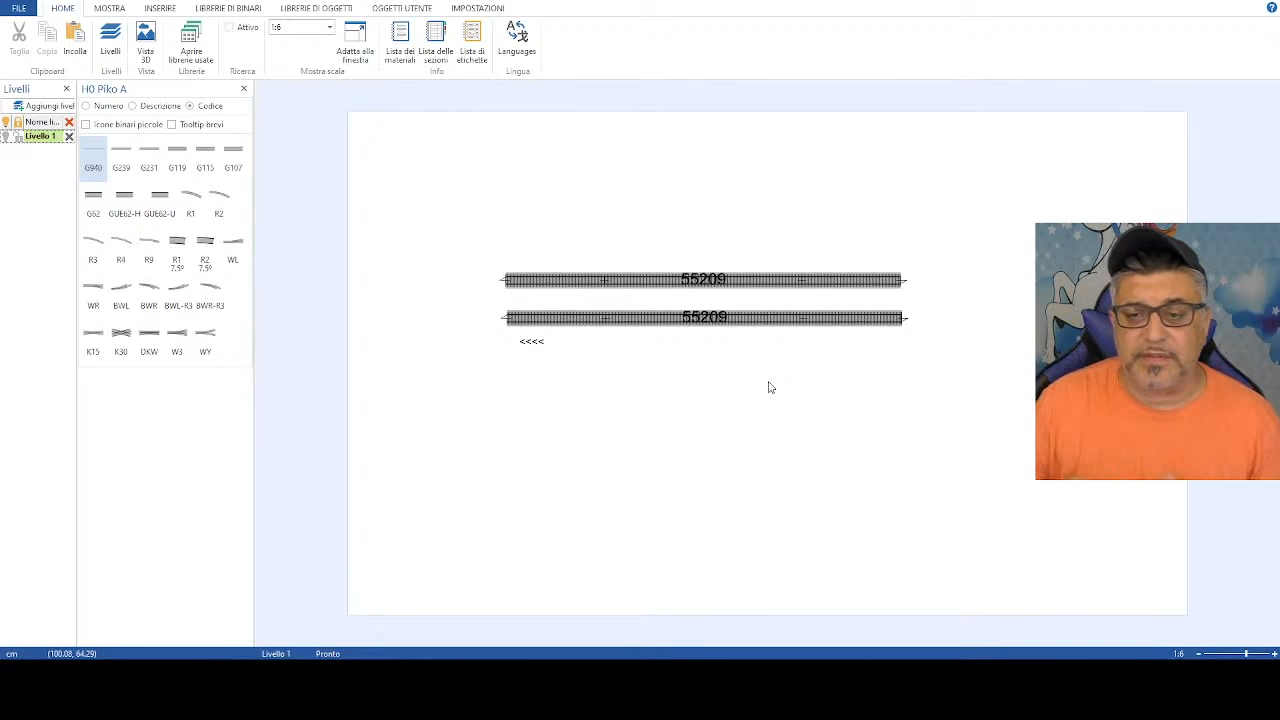 FILE HOME MOSTRA INSERIRE LIBRERIE DI BINARI LIBRERIE DI OGGETTI OGGETTI UTENTE IMPOSTAZIONI
Taglia Copia Incolla Livelli Vista 3D Aprire librerie usate Attivo 1:6 Adatta alla finestra Lista dei materiali Lista delle sezioni Lista di etichette Languages
Clipboard Livelli Vista Librerie Ricerca Mostra scala Info Lingua
Livelli H0 Piko A
Aggiungi livel Numero Descrizione Codice
Nome li... Icone binari piccole Tooltip brevi
Livello 1
G940 G239 G231 G119 G115 G107
G62 GUE62-H GUE62-U R1 R2
R3 R4 R9 R1 7.5° R2 7.5° WL
WR BWL BWR BWL-R3 BWR-R3
K15 K30 DKW W3 WY
55209
55209
<<<<
cm (100.08, 64.29) Livello 1 Pronto 1:6